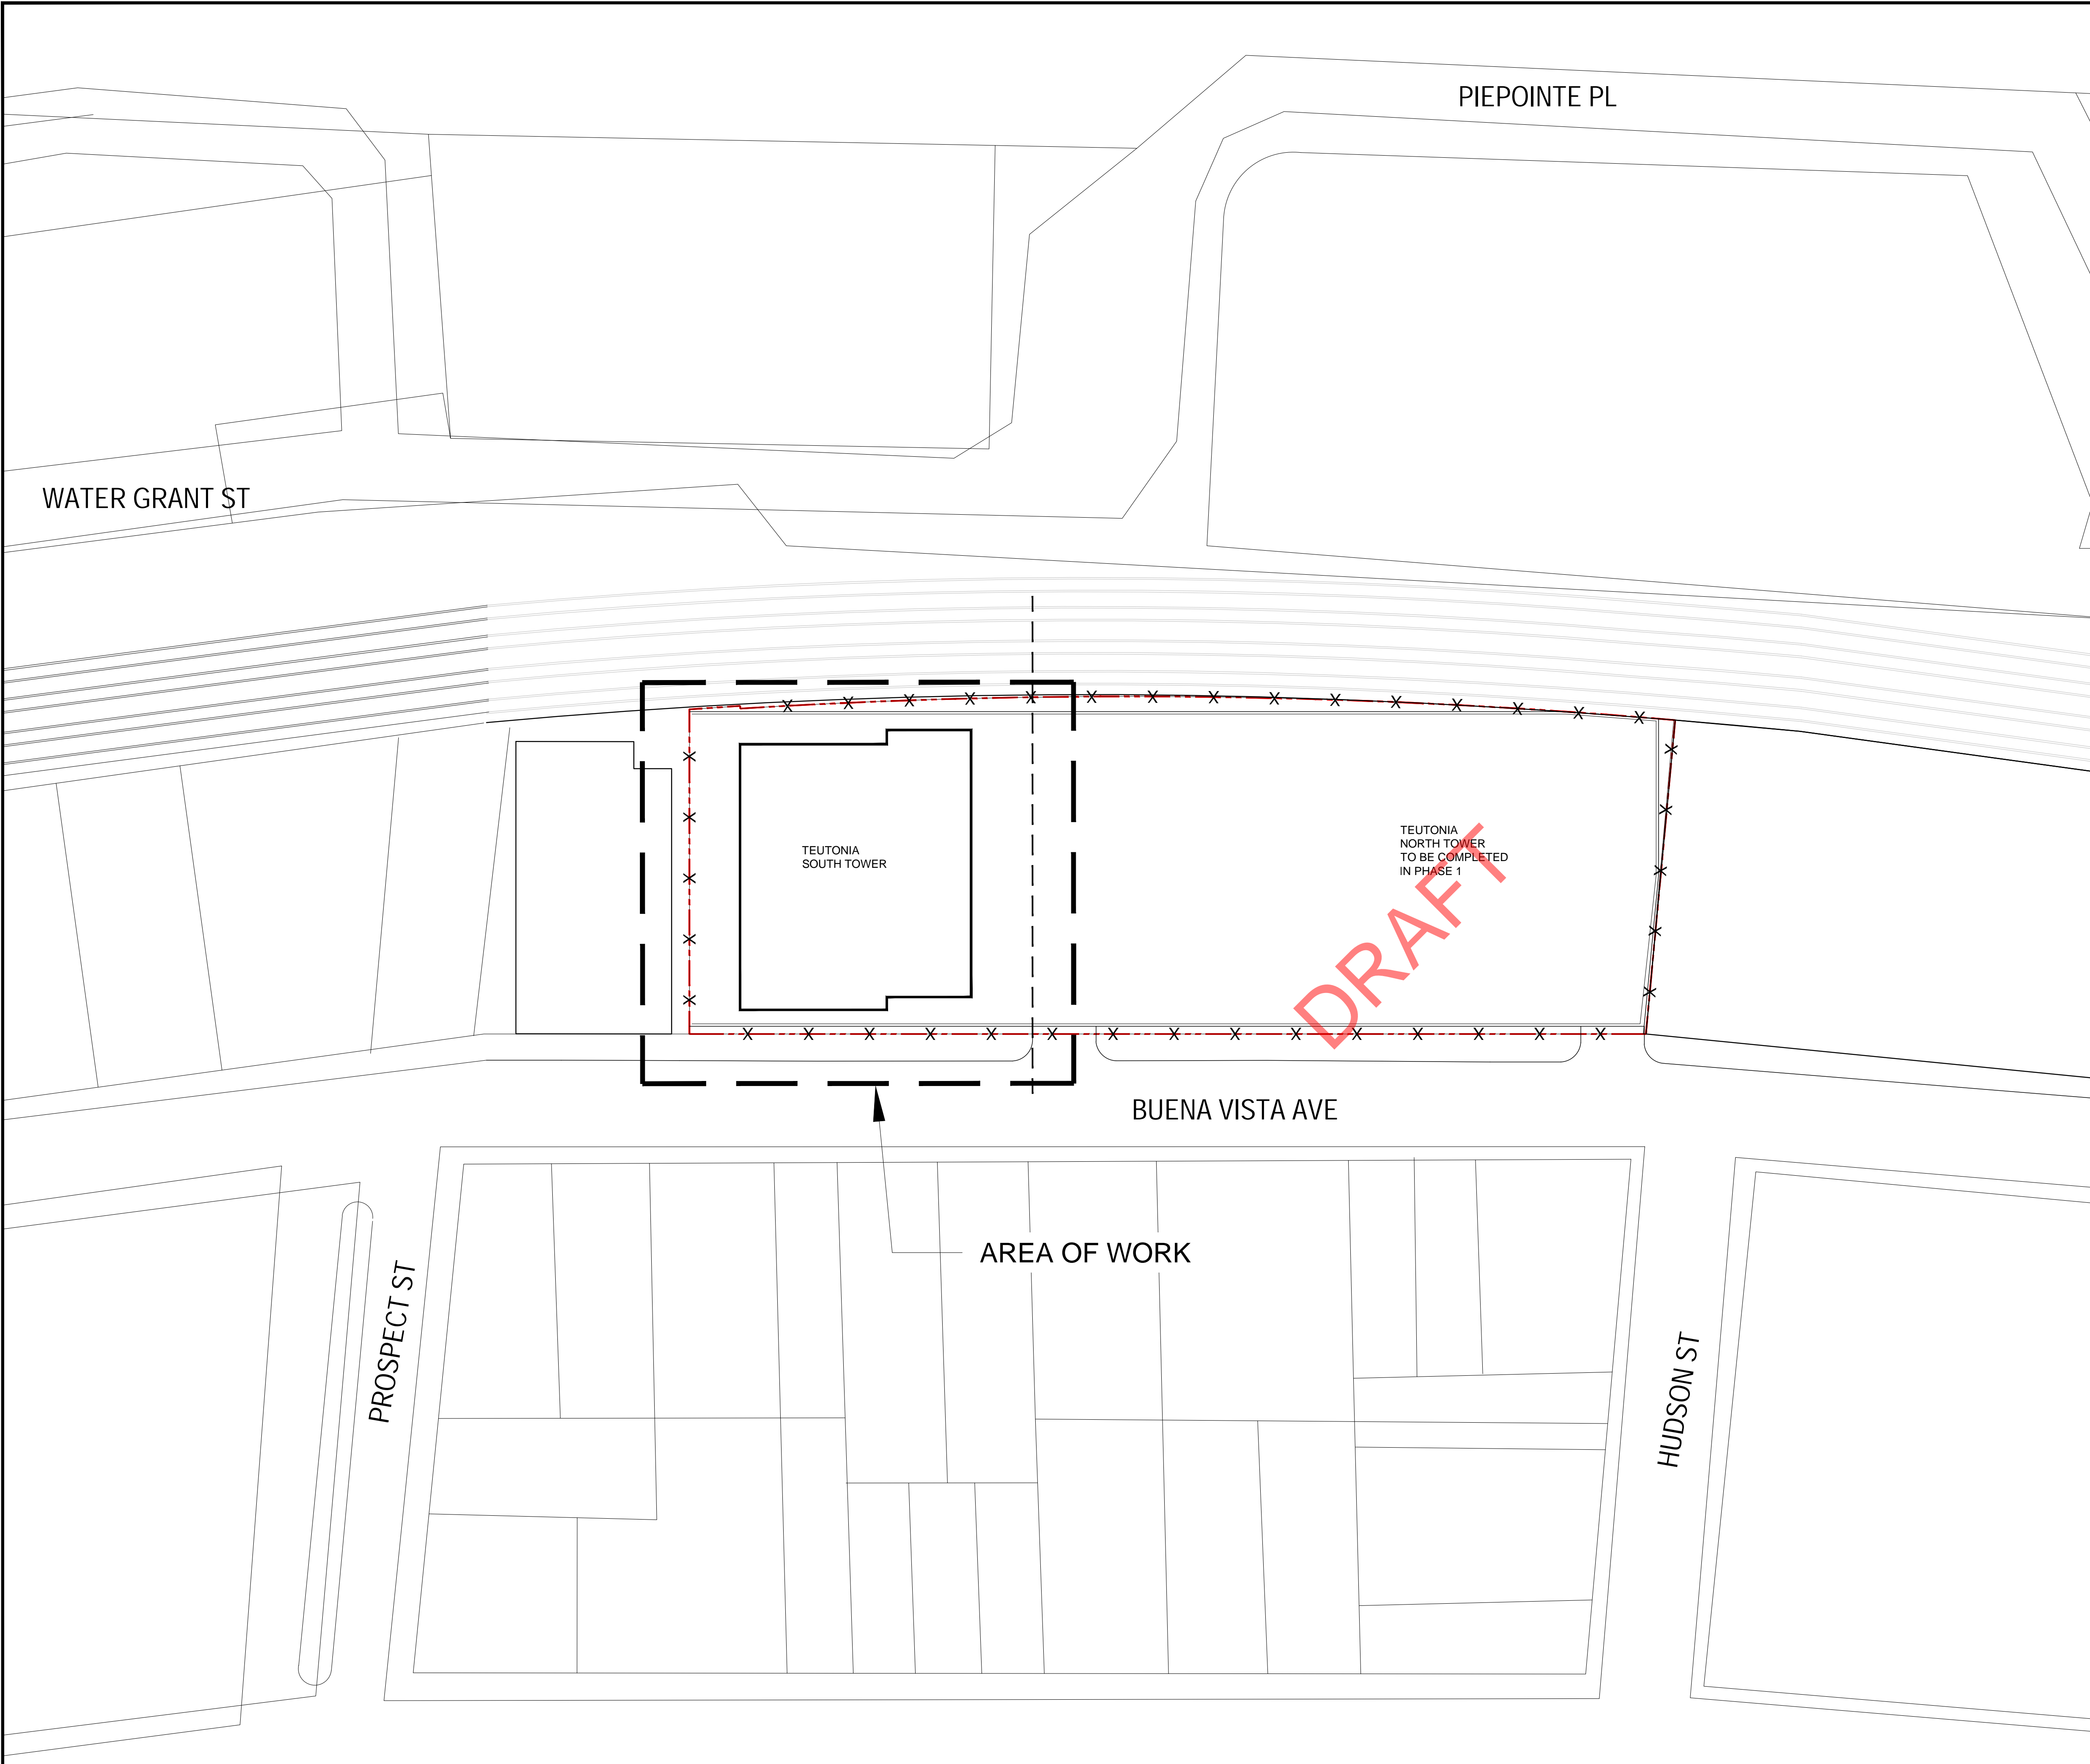 PIEPOINTE PL
WATER GRANT ST
TEUTONIA
SOUTH TOWER
TEUTONIA
NORTH TOWER
TO BE COMPLETED
IN PHASE 1
DRAFT
BUENA VISTA AVE
AREA OF WORK
PROSPECT ST
HUDSON ST